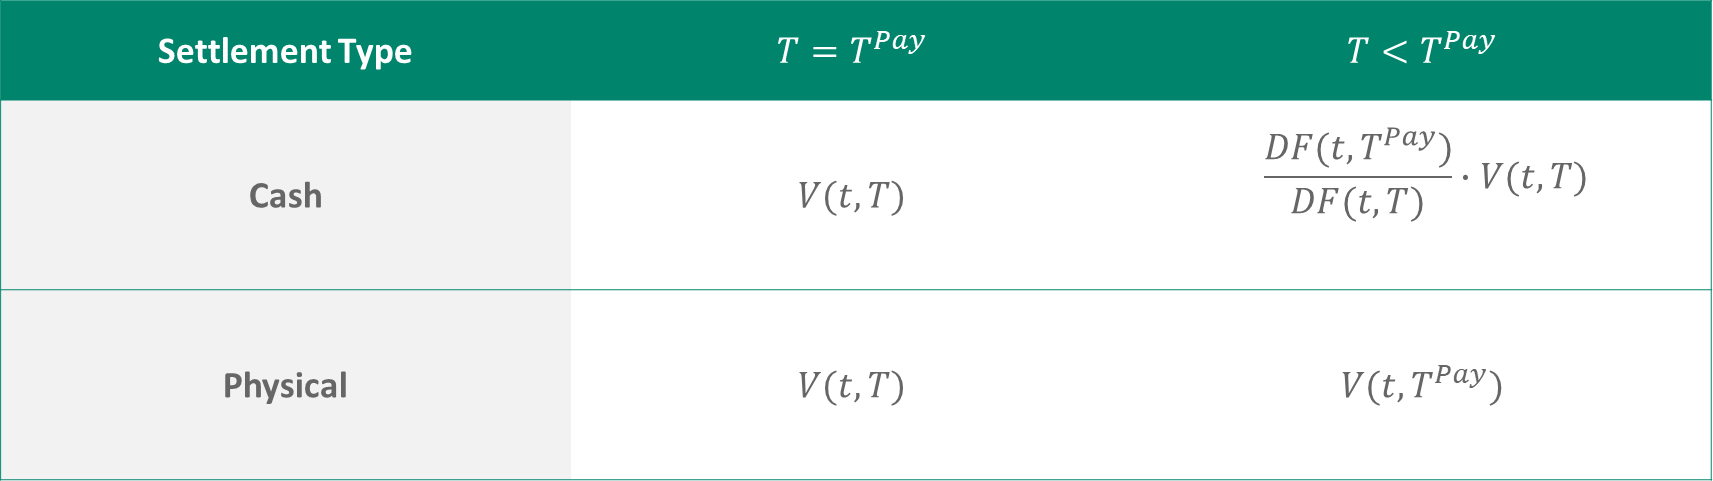 Settlement Type T = T^Pay T < T^Pay
Cash V(t, T) DF(t, T^Pay) / DF(t, T) · V(t, T)
Physical V(t, T) V(t, T^Pay)